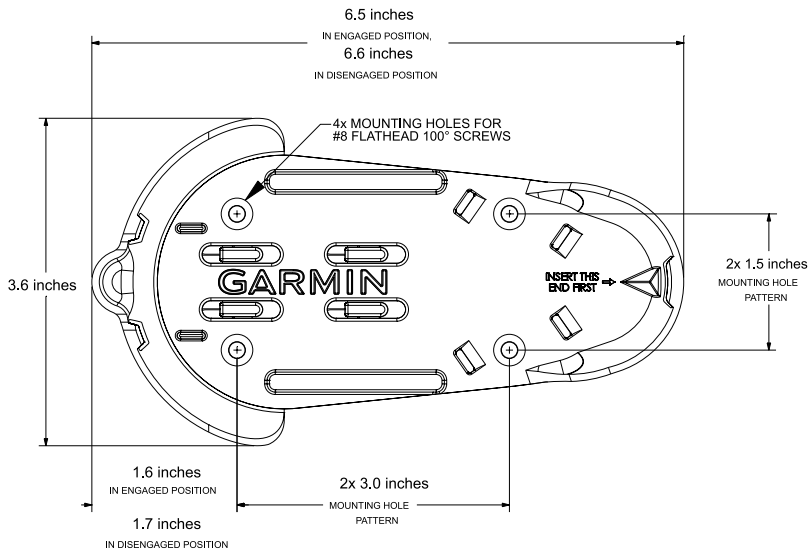 6.5 inches
IN ENGAGED POSITION,
6.6 inches
IN DISENGAGED POSITION
4x MOUNTING HOLES FOR
#8 FLATHEAD 100° SCREWS
3.6 inches
GARMIN
INSERT THIS
END FIRST
2x 1.5 inches
MOUNTING HOLE
PATTERN
1.6 inches
IN ENGAGED POSITION
1.7 inches
IN DISENGAGED POSITION
2x 3.0 inches
MOUNTING HOLE
PATTERN